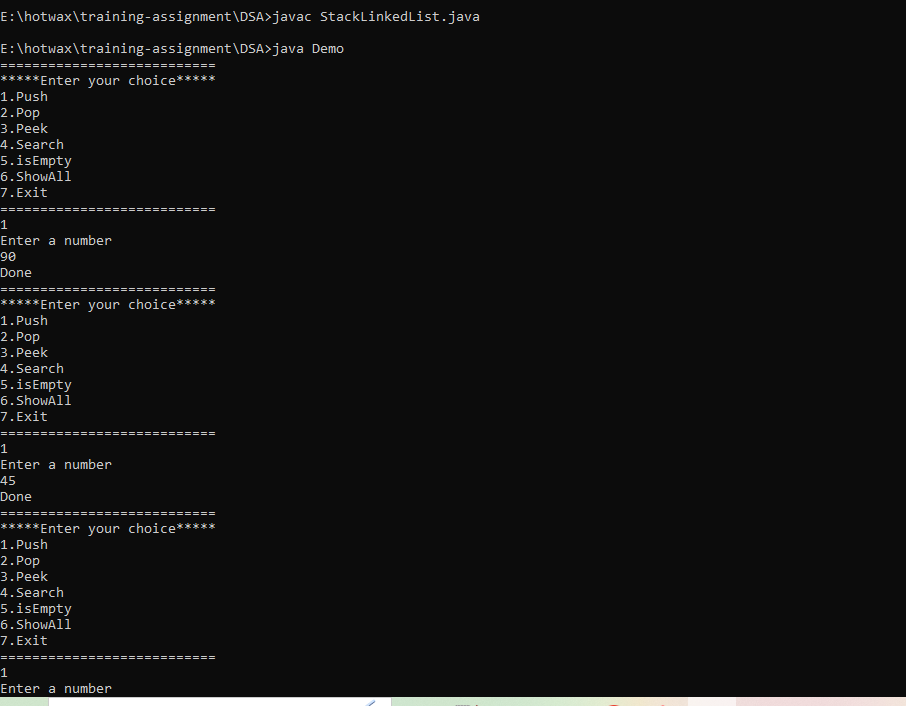 E:\hotwax\training-assignment\DSA>javac StackLinkedList.java
E:\hotwax\training-assignment\DSA>java Demo
===========================
*****Enter your choice*****
1.Push
2.Pop
3.Peek
4.Search
5.isEmpty
6.ShowAll
7.Exit
===========================
1
Enter a number
90
Done
===========================
*****Enter your choice*****
1.Push
2.Pop
3.Peek
4.Search
5.isEmpty
6.ShowAll
7.Exit
===========================
1
Enter a number
45
Done
===========================
*****Enter your choice*****
1.Push
2.Pop
3.Peek
4.Search
5.isEmpty
6.ShowAll
7.Exit
===========================
1
Enter a number